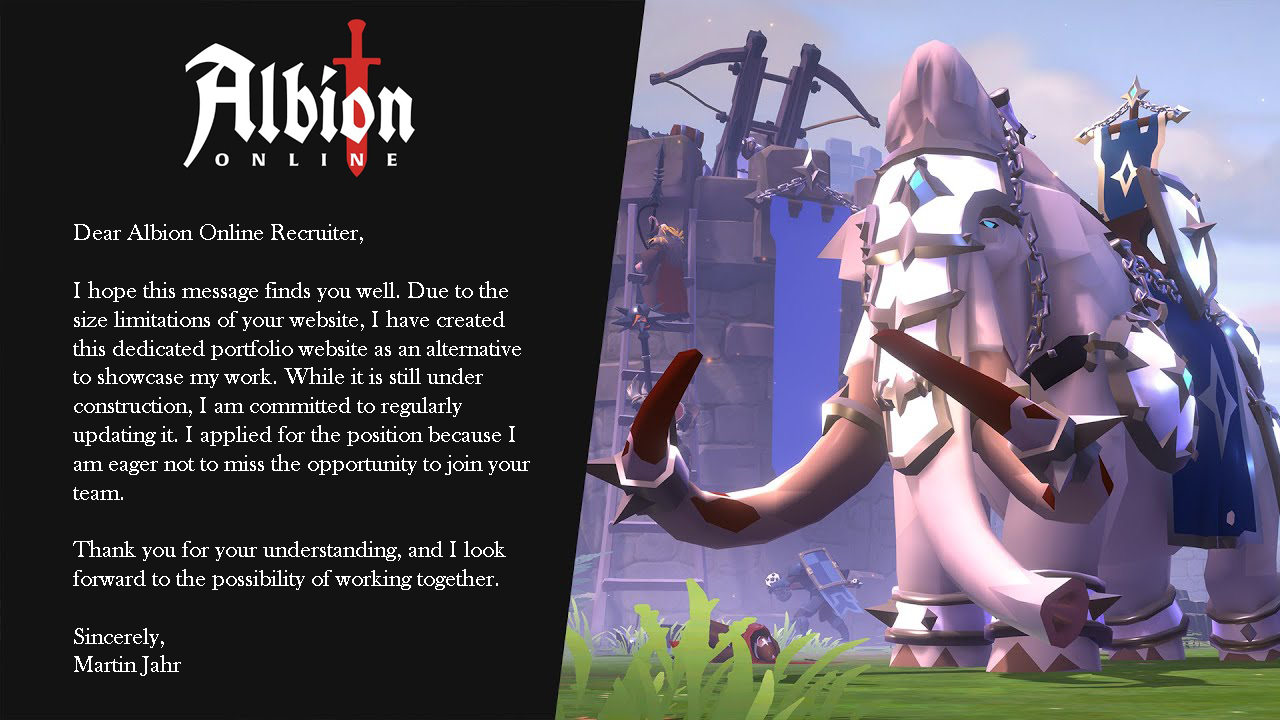 Albion
ONLINE
Dear Albion Online Recruiter,
I hope this message finds you well. Due to the
size limitations of your website, I have created
this dedicated portfolio website as an alternative
to showcase my work. While it is still under
construction, I am committed to regularly
updating it. I applied for the position because I
am eager not to miss the opportunity to join your
team.
Thank you for your understanding, and I look
forward to the possibility of working together.
Sincerely,
Martin Jahr